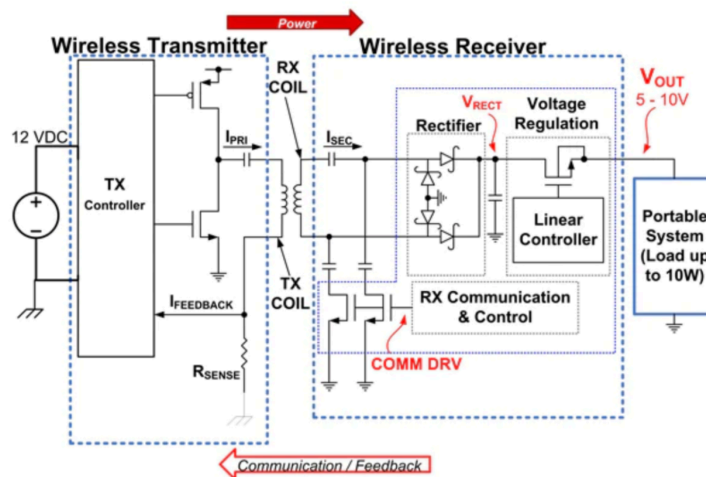 Power
Wireless Transmitter
Wireless Receiver
RX
COIL
VOUT
5 - 10V
VRECT
Voltage
Regulation
12 VDC
IPRI
ISEC
Rectifier
TX
Controller
Linear
Controller
Portable
System
(Load up
to 10W)
IFEEDBACK
TX
COIL
RX Communication
& Control
COMM DRV
RSENSE
Communication / Feedback